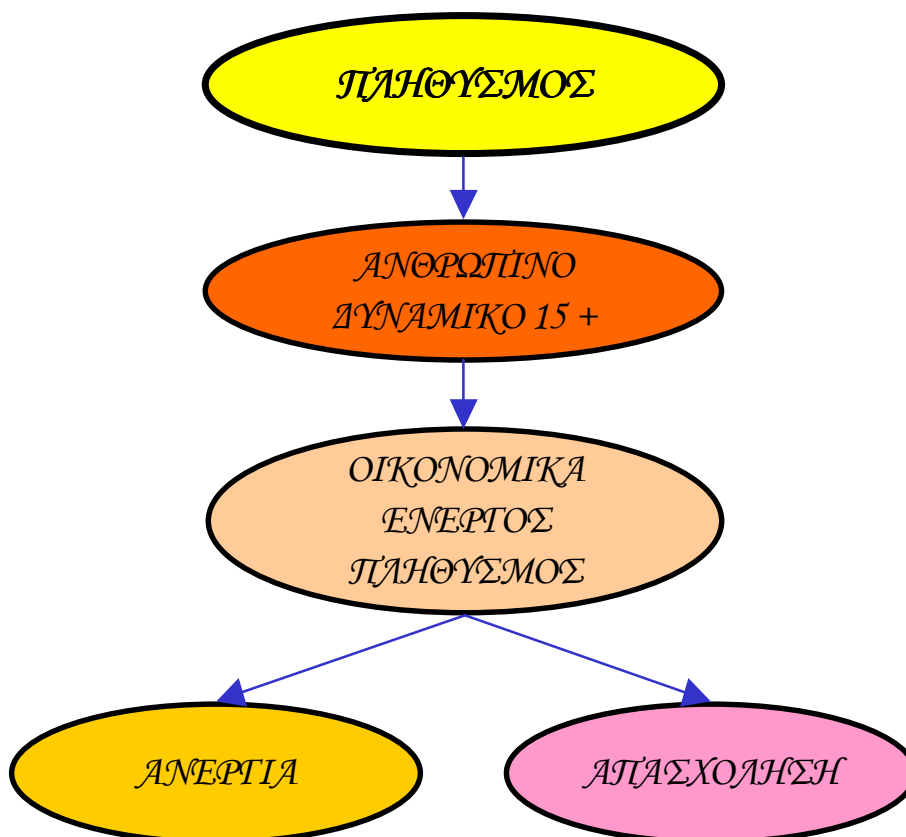 ΠΛΗΘΥΣΜΟΣ
ΑΝΘΡΩΠΙΝΟ
ΔΥΝΑΜΙΚΟ 15 +
ΟΙΚΟΝΟΜΙΚΑ
ΕΝΕΡΓΟΣ
ΠΛΗΘΥΣΜΟΣ
ΑΝΕΡΓΙΑ
ΑΠΑΣΧΟΛΗΣΗ